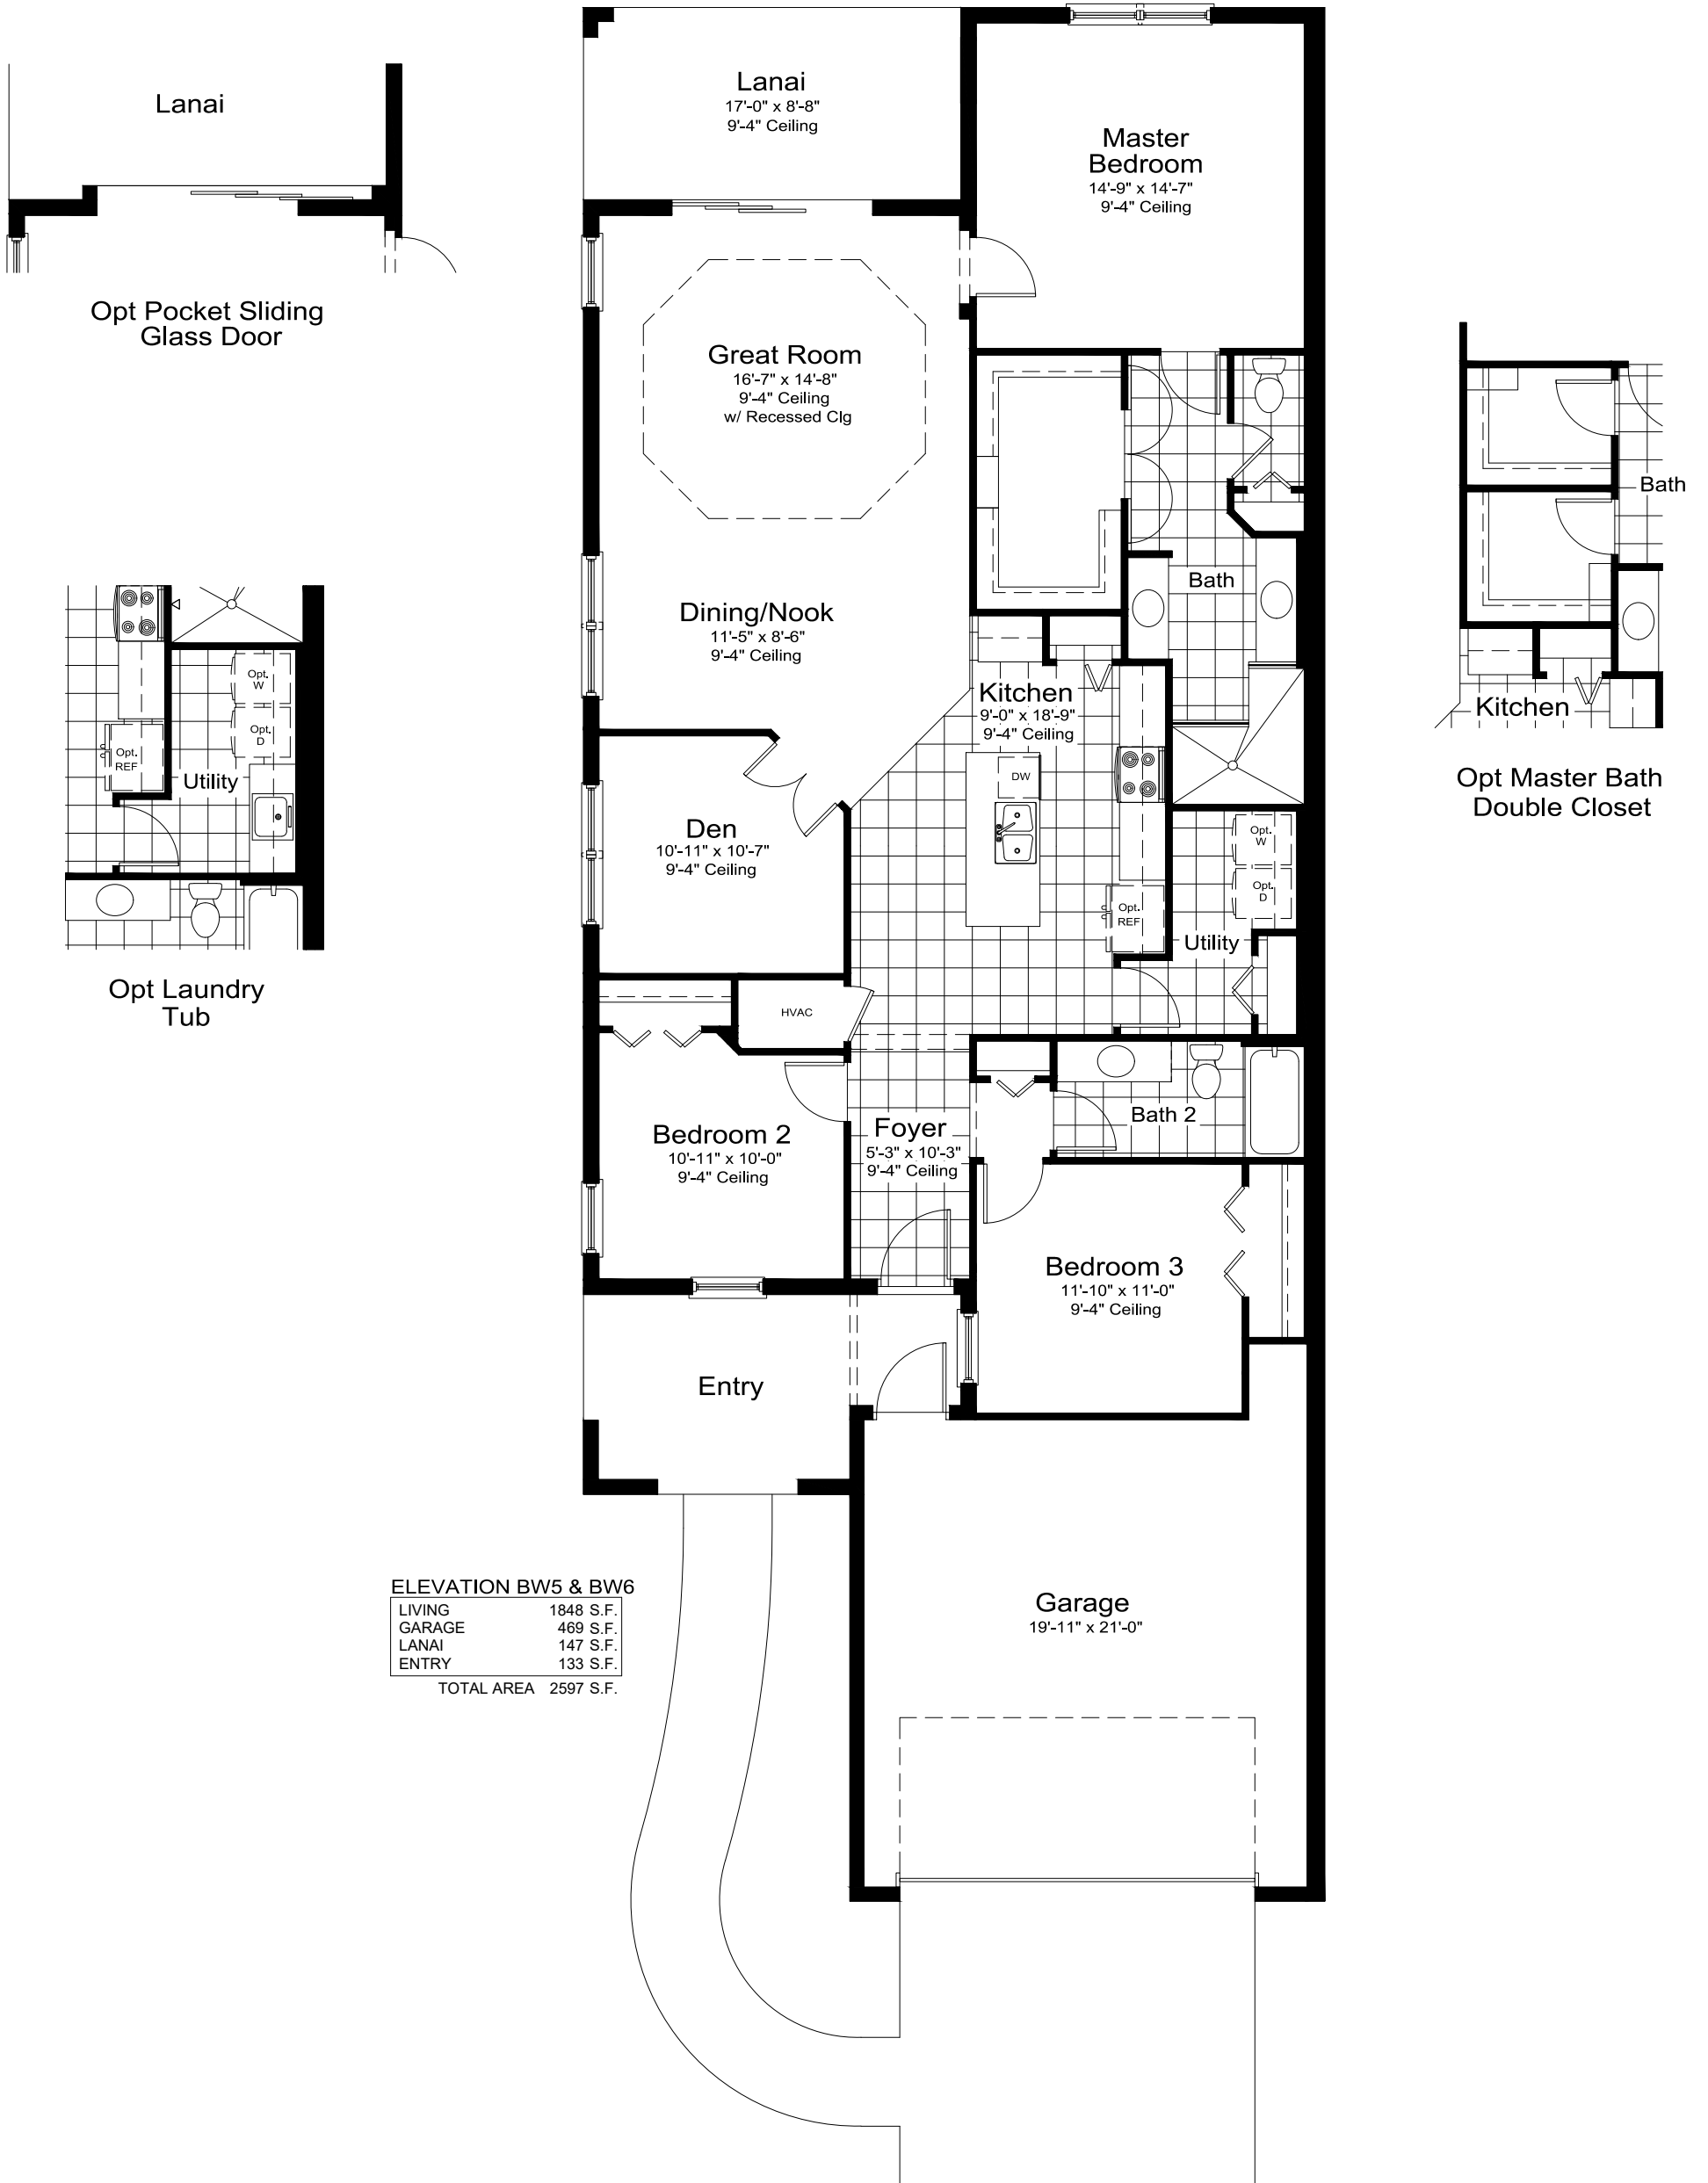 Lanai
Opt Pocket Sliding
Glass Door
Lanai
17'-0" x 8'-8"
9'-4" Ceiling
Master
Bedroom
14'-9" x 14'-7"
9'-4" Ceiling
Great Room
16'-7" x 14'-8"
9'-4" Ceiling
w/ Recessed Clg
Bath
Dining/Nook
11'-5" x 8'-6"
9'-4" Ceiling
Kitchen
9'-0" x 18'-9"
9'-4" Ceiling
DW
Opt.
REF
Opt.
W
Opt.
D
Utility
Den
10'-11" x 10'-7"
9'-4" Ceiling
HVAC
Bedroom 2
10'-11" x 10'-0"
9'-4" Ceiling
Foyer
5'-3" x 10'-3"
9'-4" Ceiling
Bath 2
Bedroom 3
11'-10" x 11'-0"
9'-4" Ceiling
Entry
Garage
19'-11" x 21'-0"
Opt.
W
Opt.
D
Opt.
REF
Utility
Opt Laundry
Tub
Bath
Kitchen
Opt Master Bath
Double Closet
ELEVATION BW5 & BW6
LIVING 1848 S.F.
GARAGE 469 S.F.
LANAI 147 S.F.
ENTRY 133 S.F.
TOTAL AREA 2597 S.F.